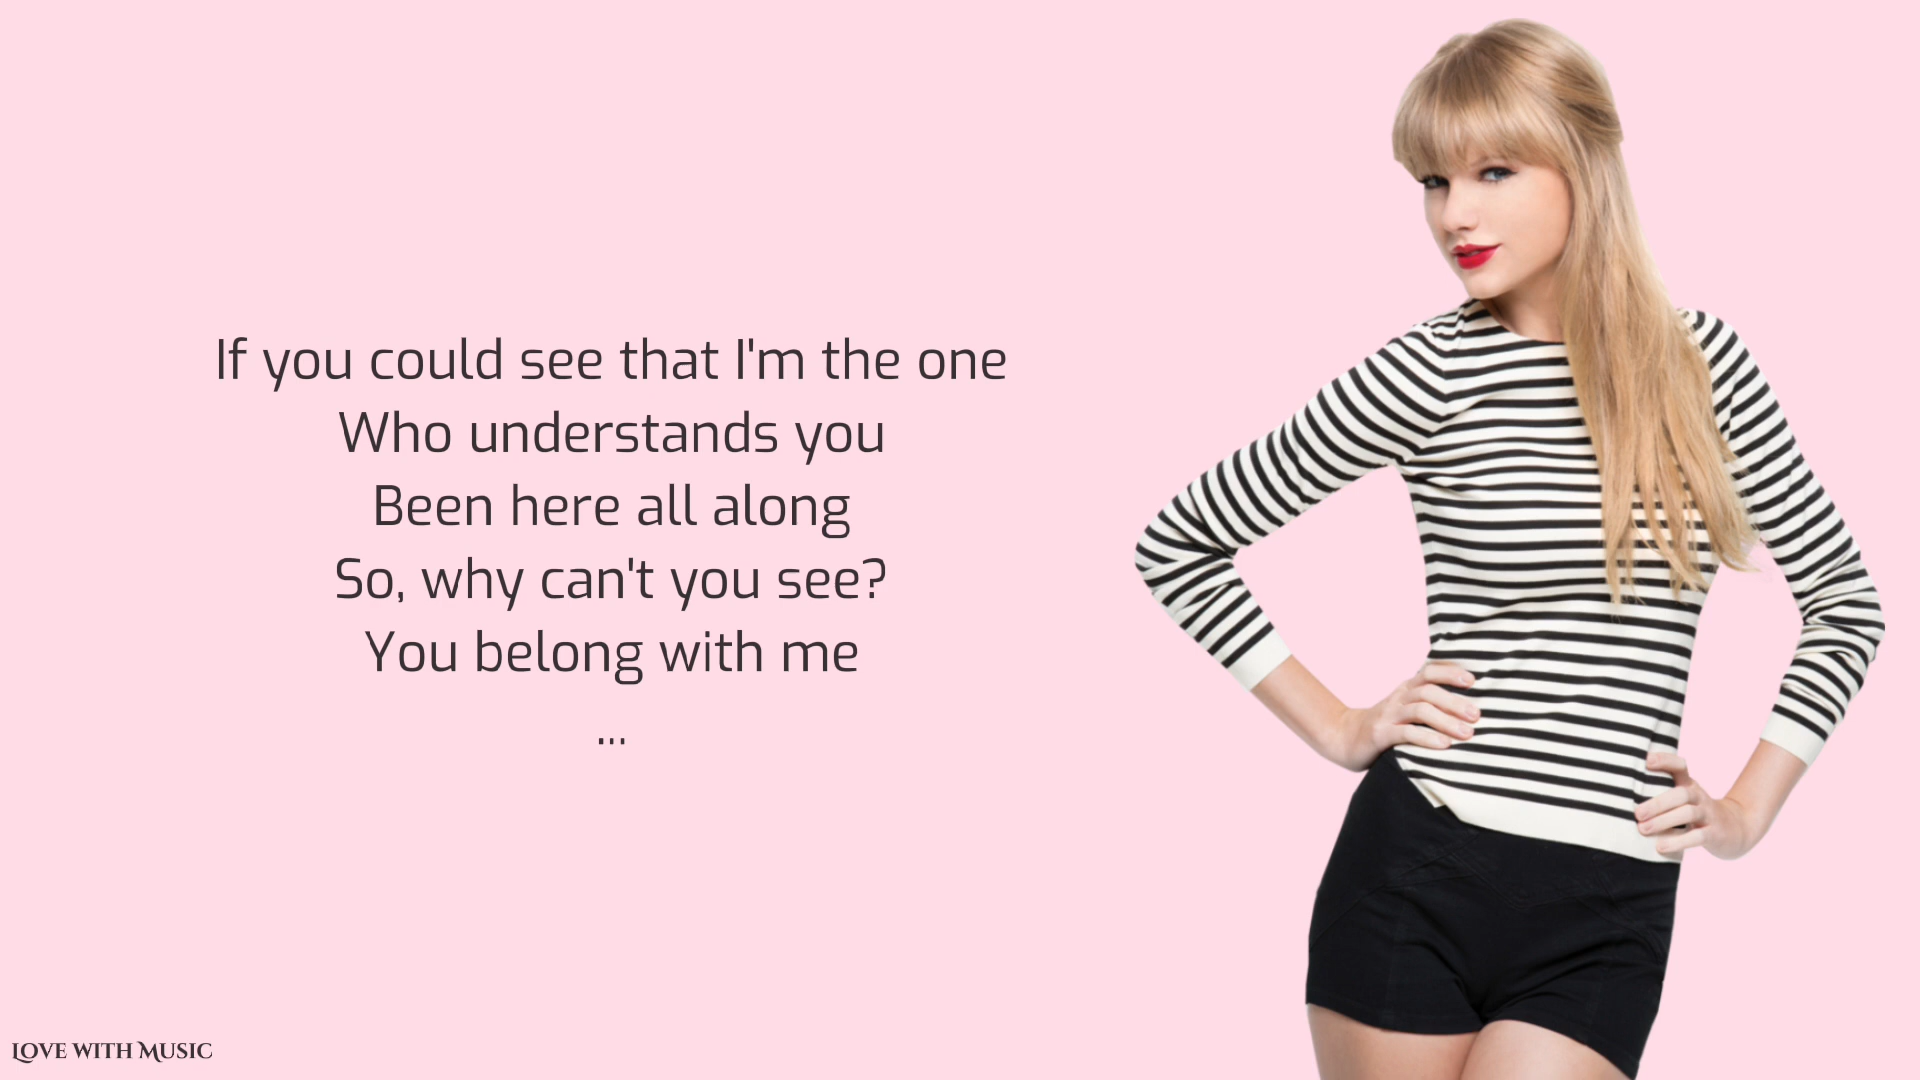 If you could see that I'm the one
Who understands you
Been here all along
So, why can't you see?
You belong with me
...
Love with Music